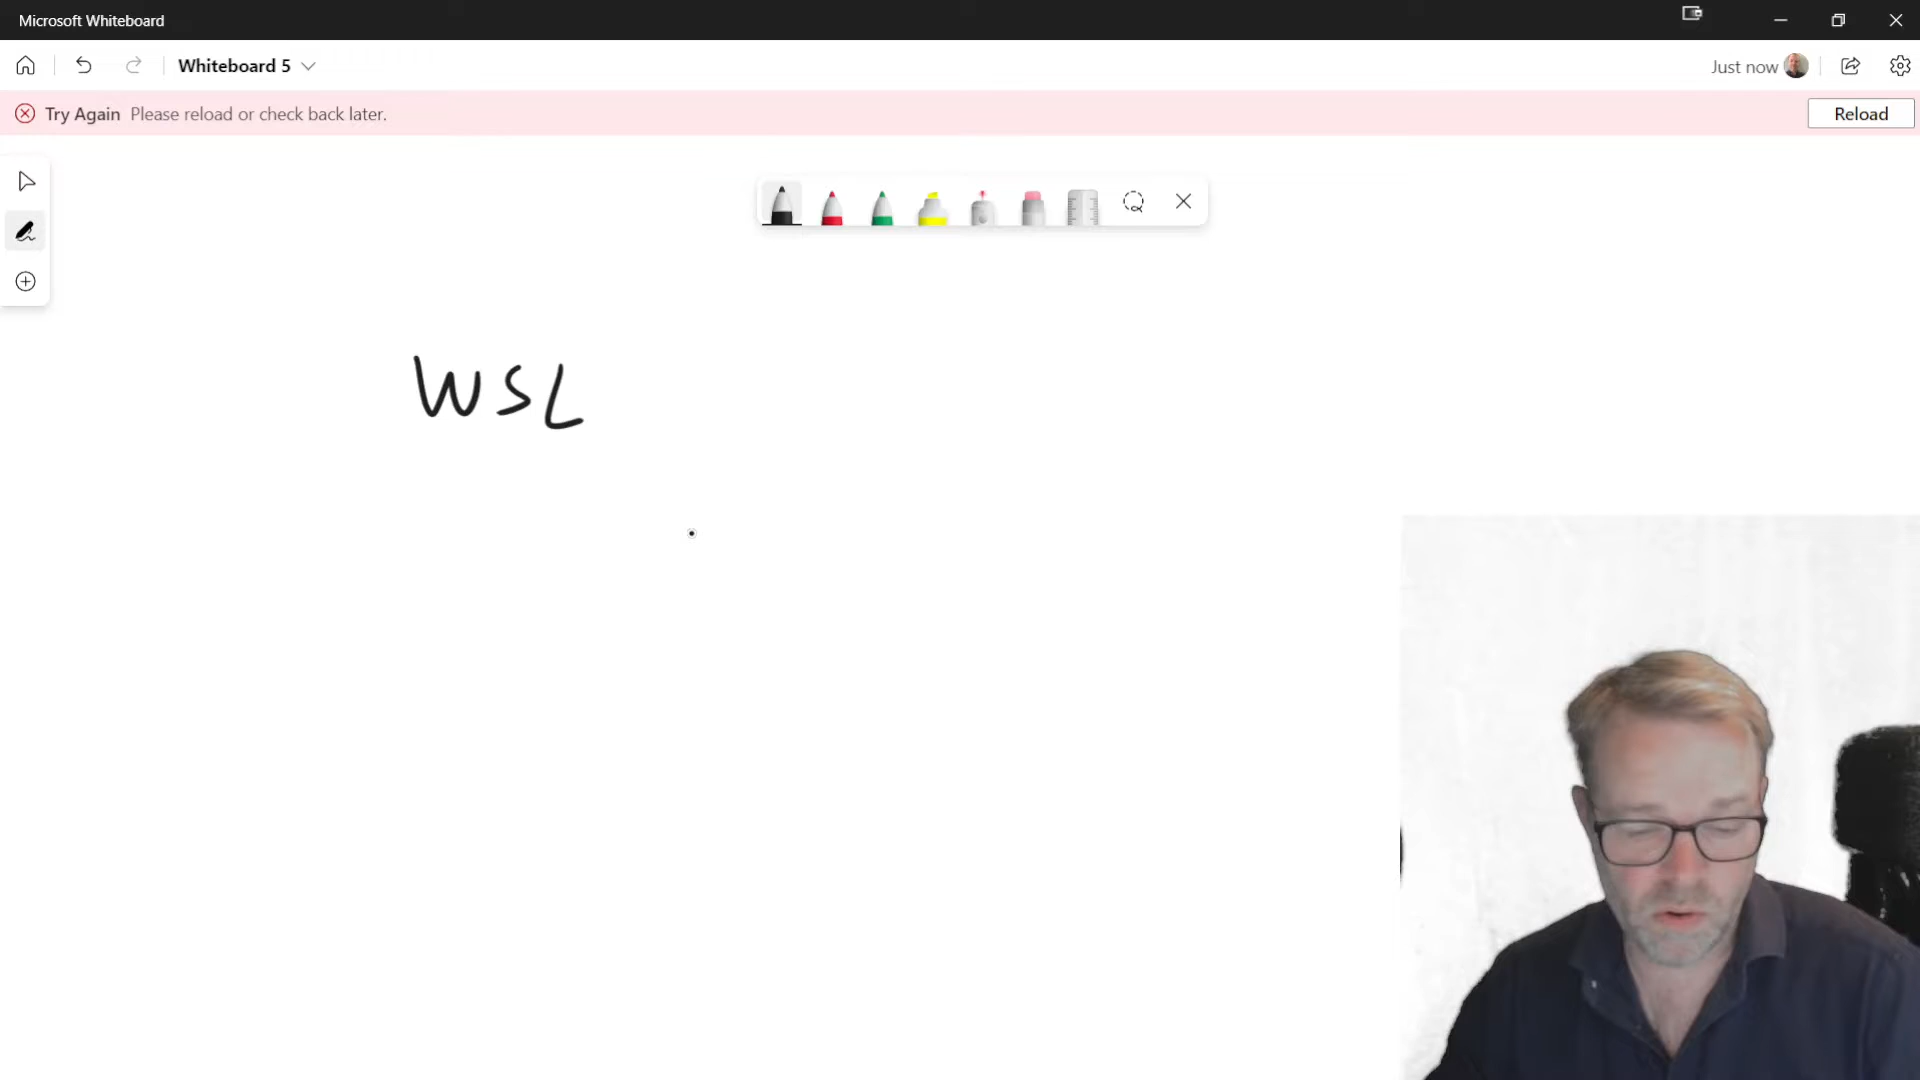 Microsoft Whiteboard
Whiteboard 5
Just now
Try Again Please reload or check back later.
Reload
WSL